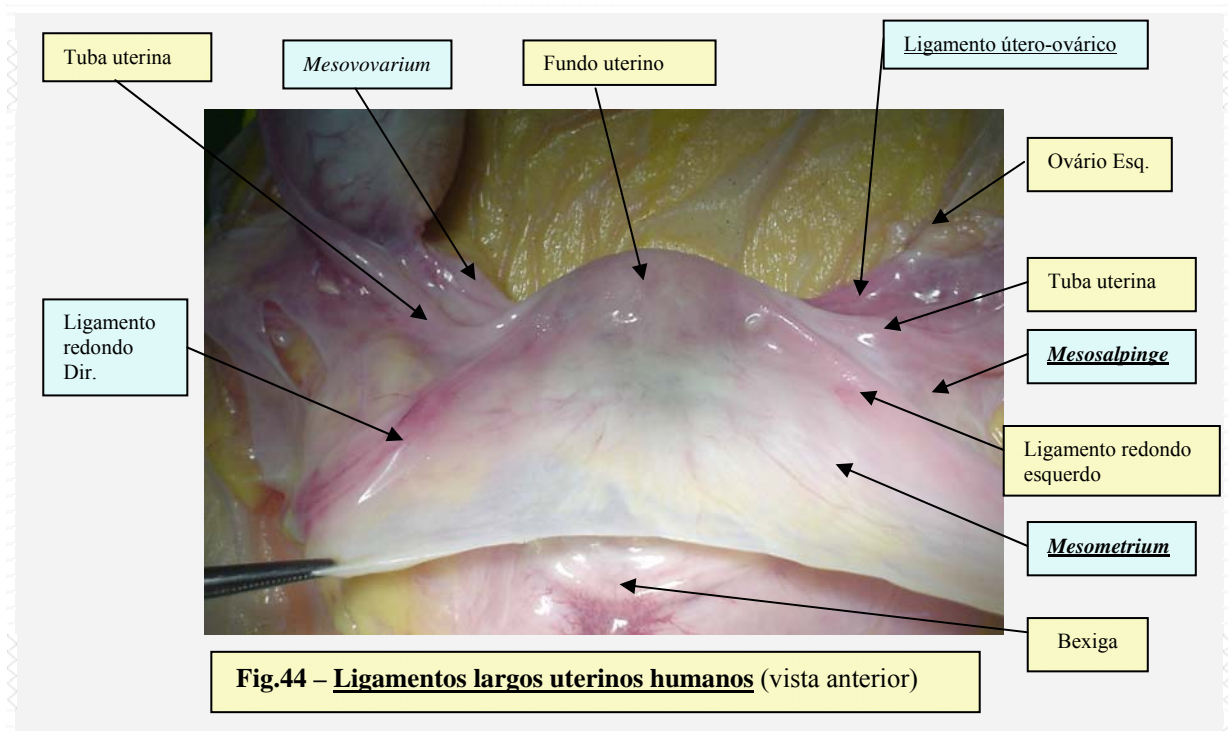 Tuba uterina
Mesovovarium
Fundo uterino
Ligamento útero-ovárico
Ovário Esq.
Tuba uterina
Ligamento
redondo
Dir.
Mesosalpinge
Ligamento redondo
esquerdo
Mesometrium
Bexiga
Fig.44 – Ligamentos largos uterinos humanos (vista anterior)